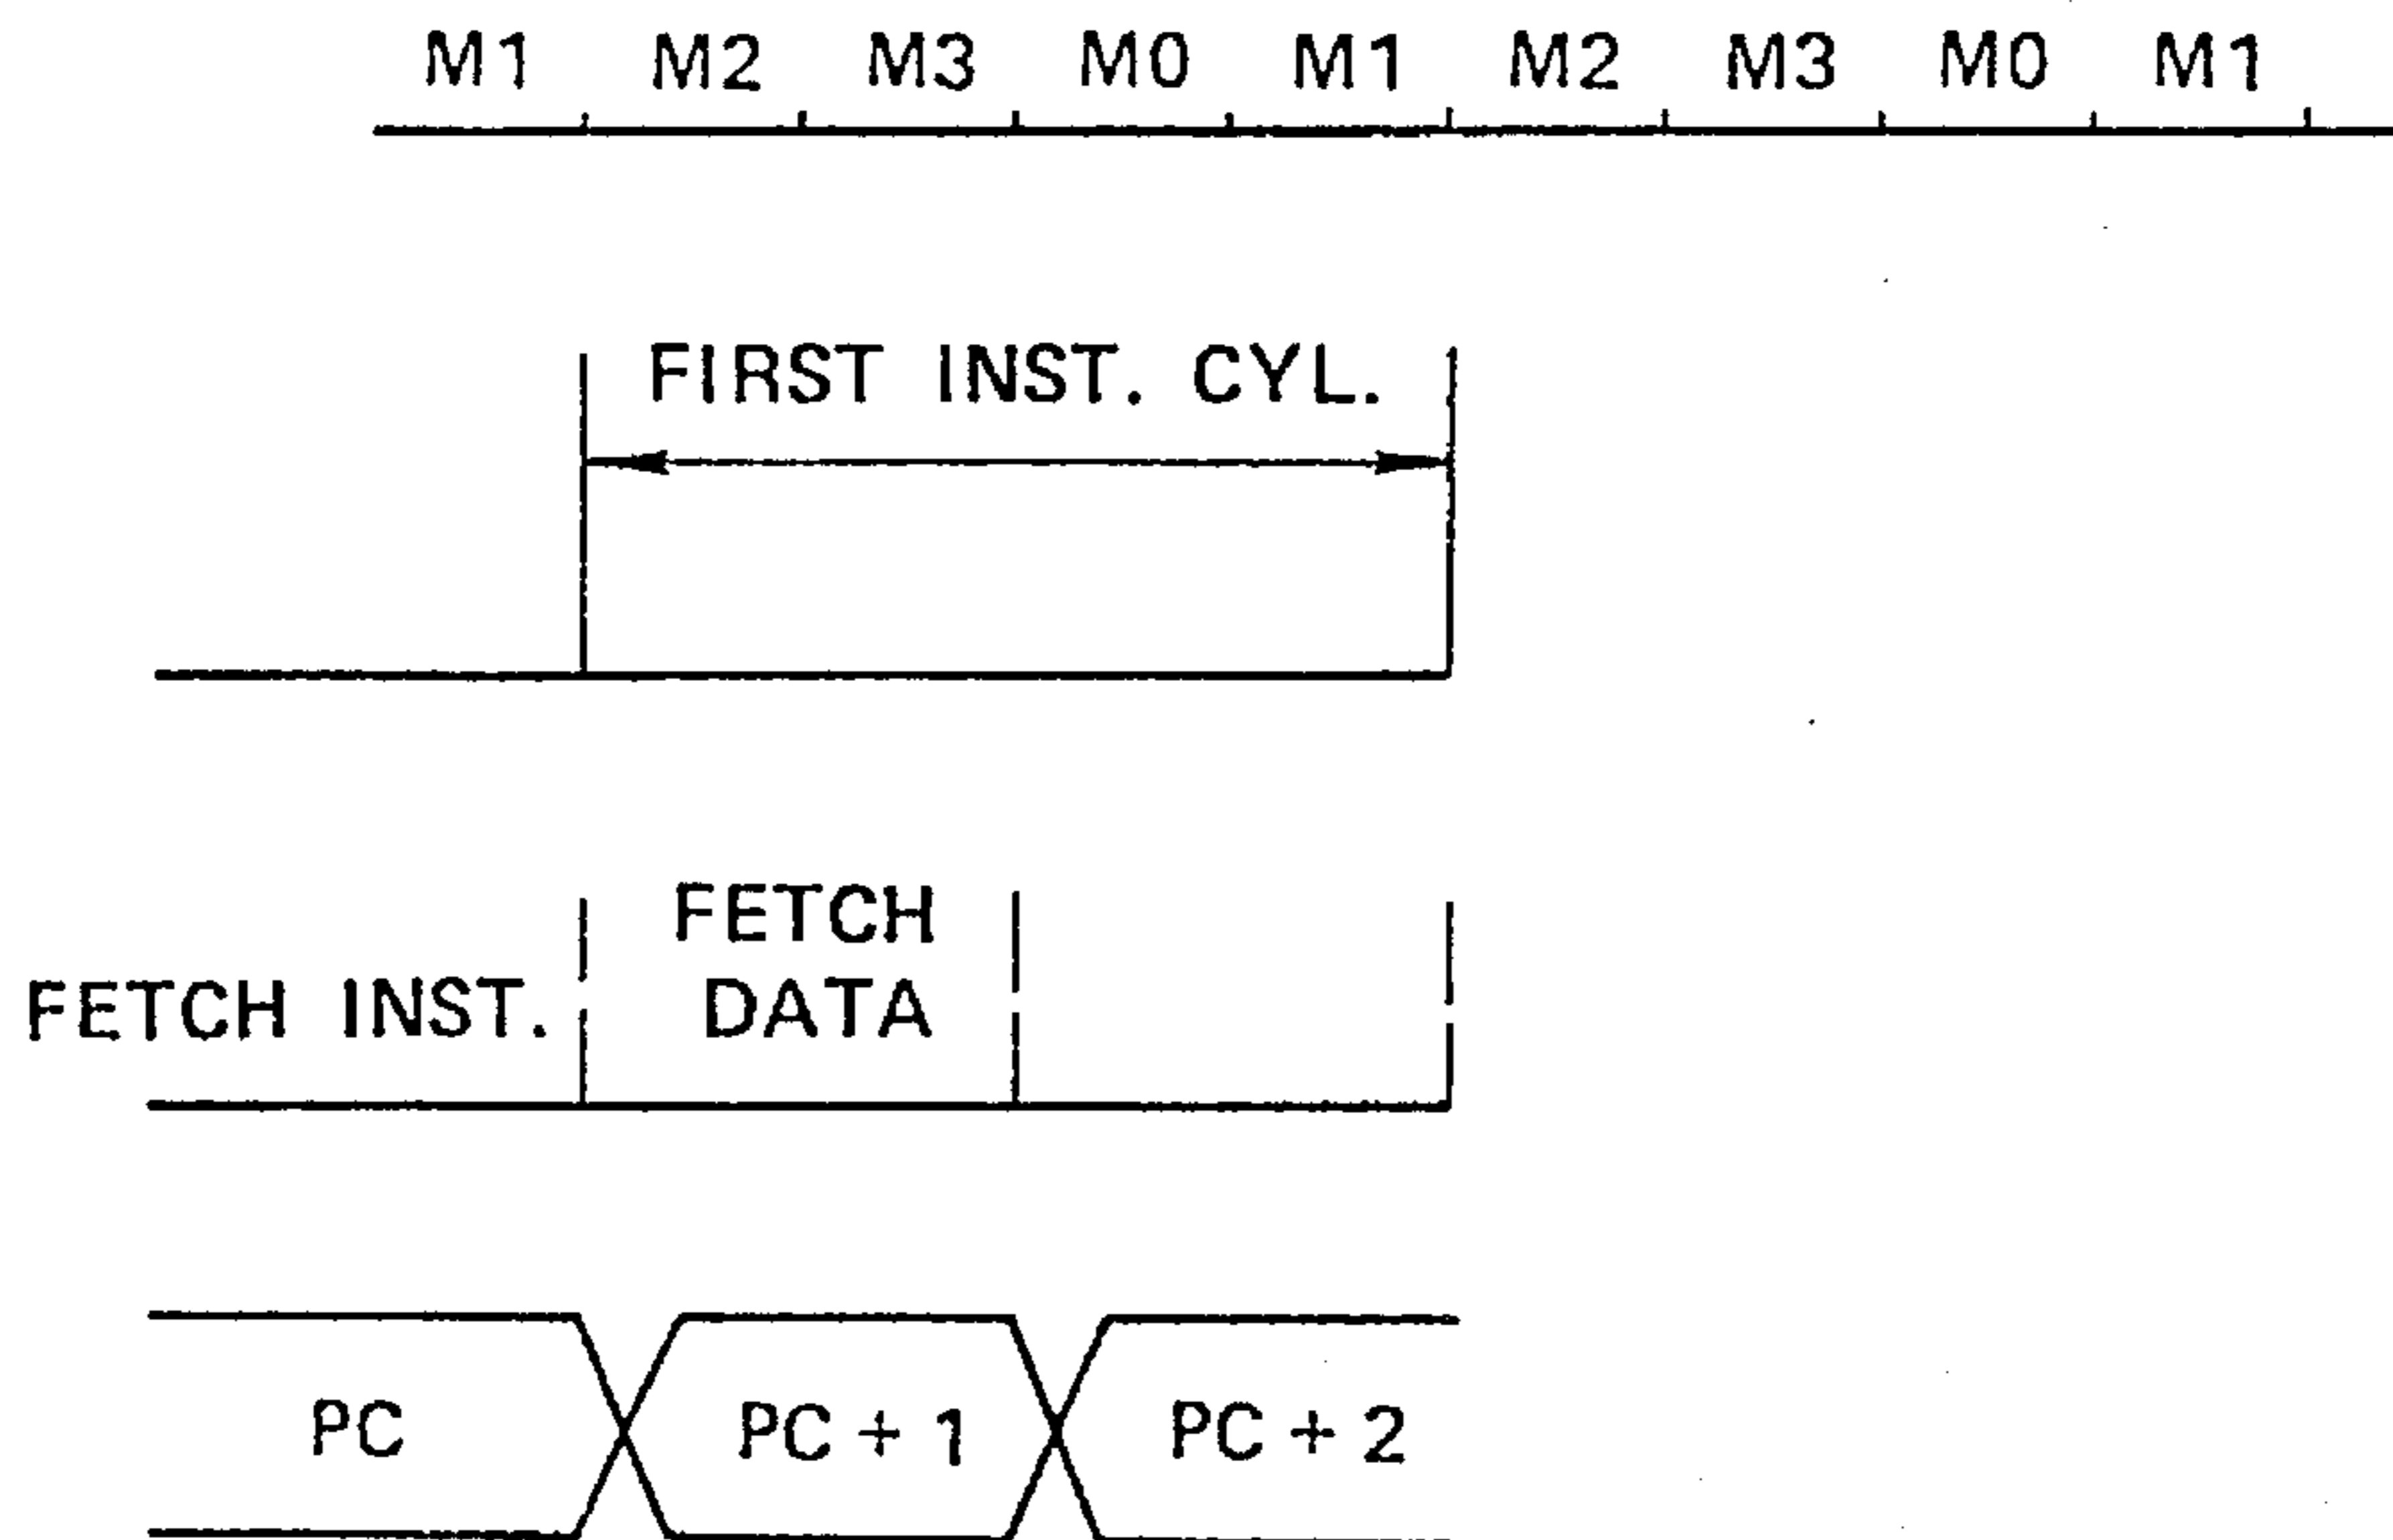 M1 M2 M3 M0 M1 M2 M3 M0 M1
FIRST INST. CYL.
FETCH INST.
FETCH
DATA
PC
PC + 1
PC + 2